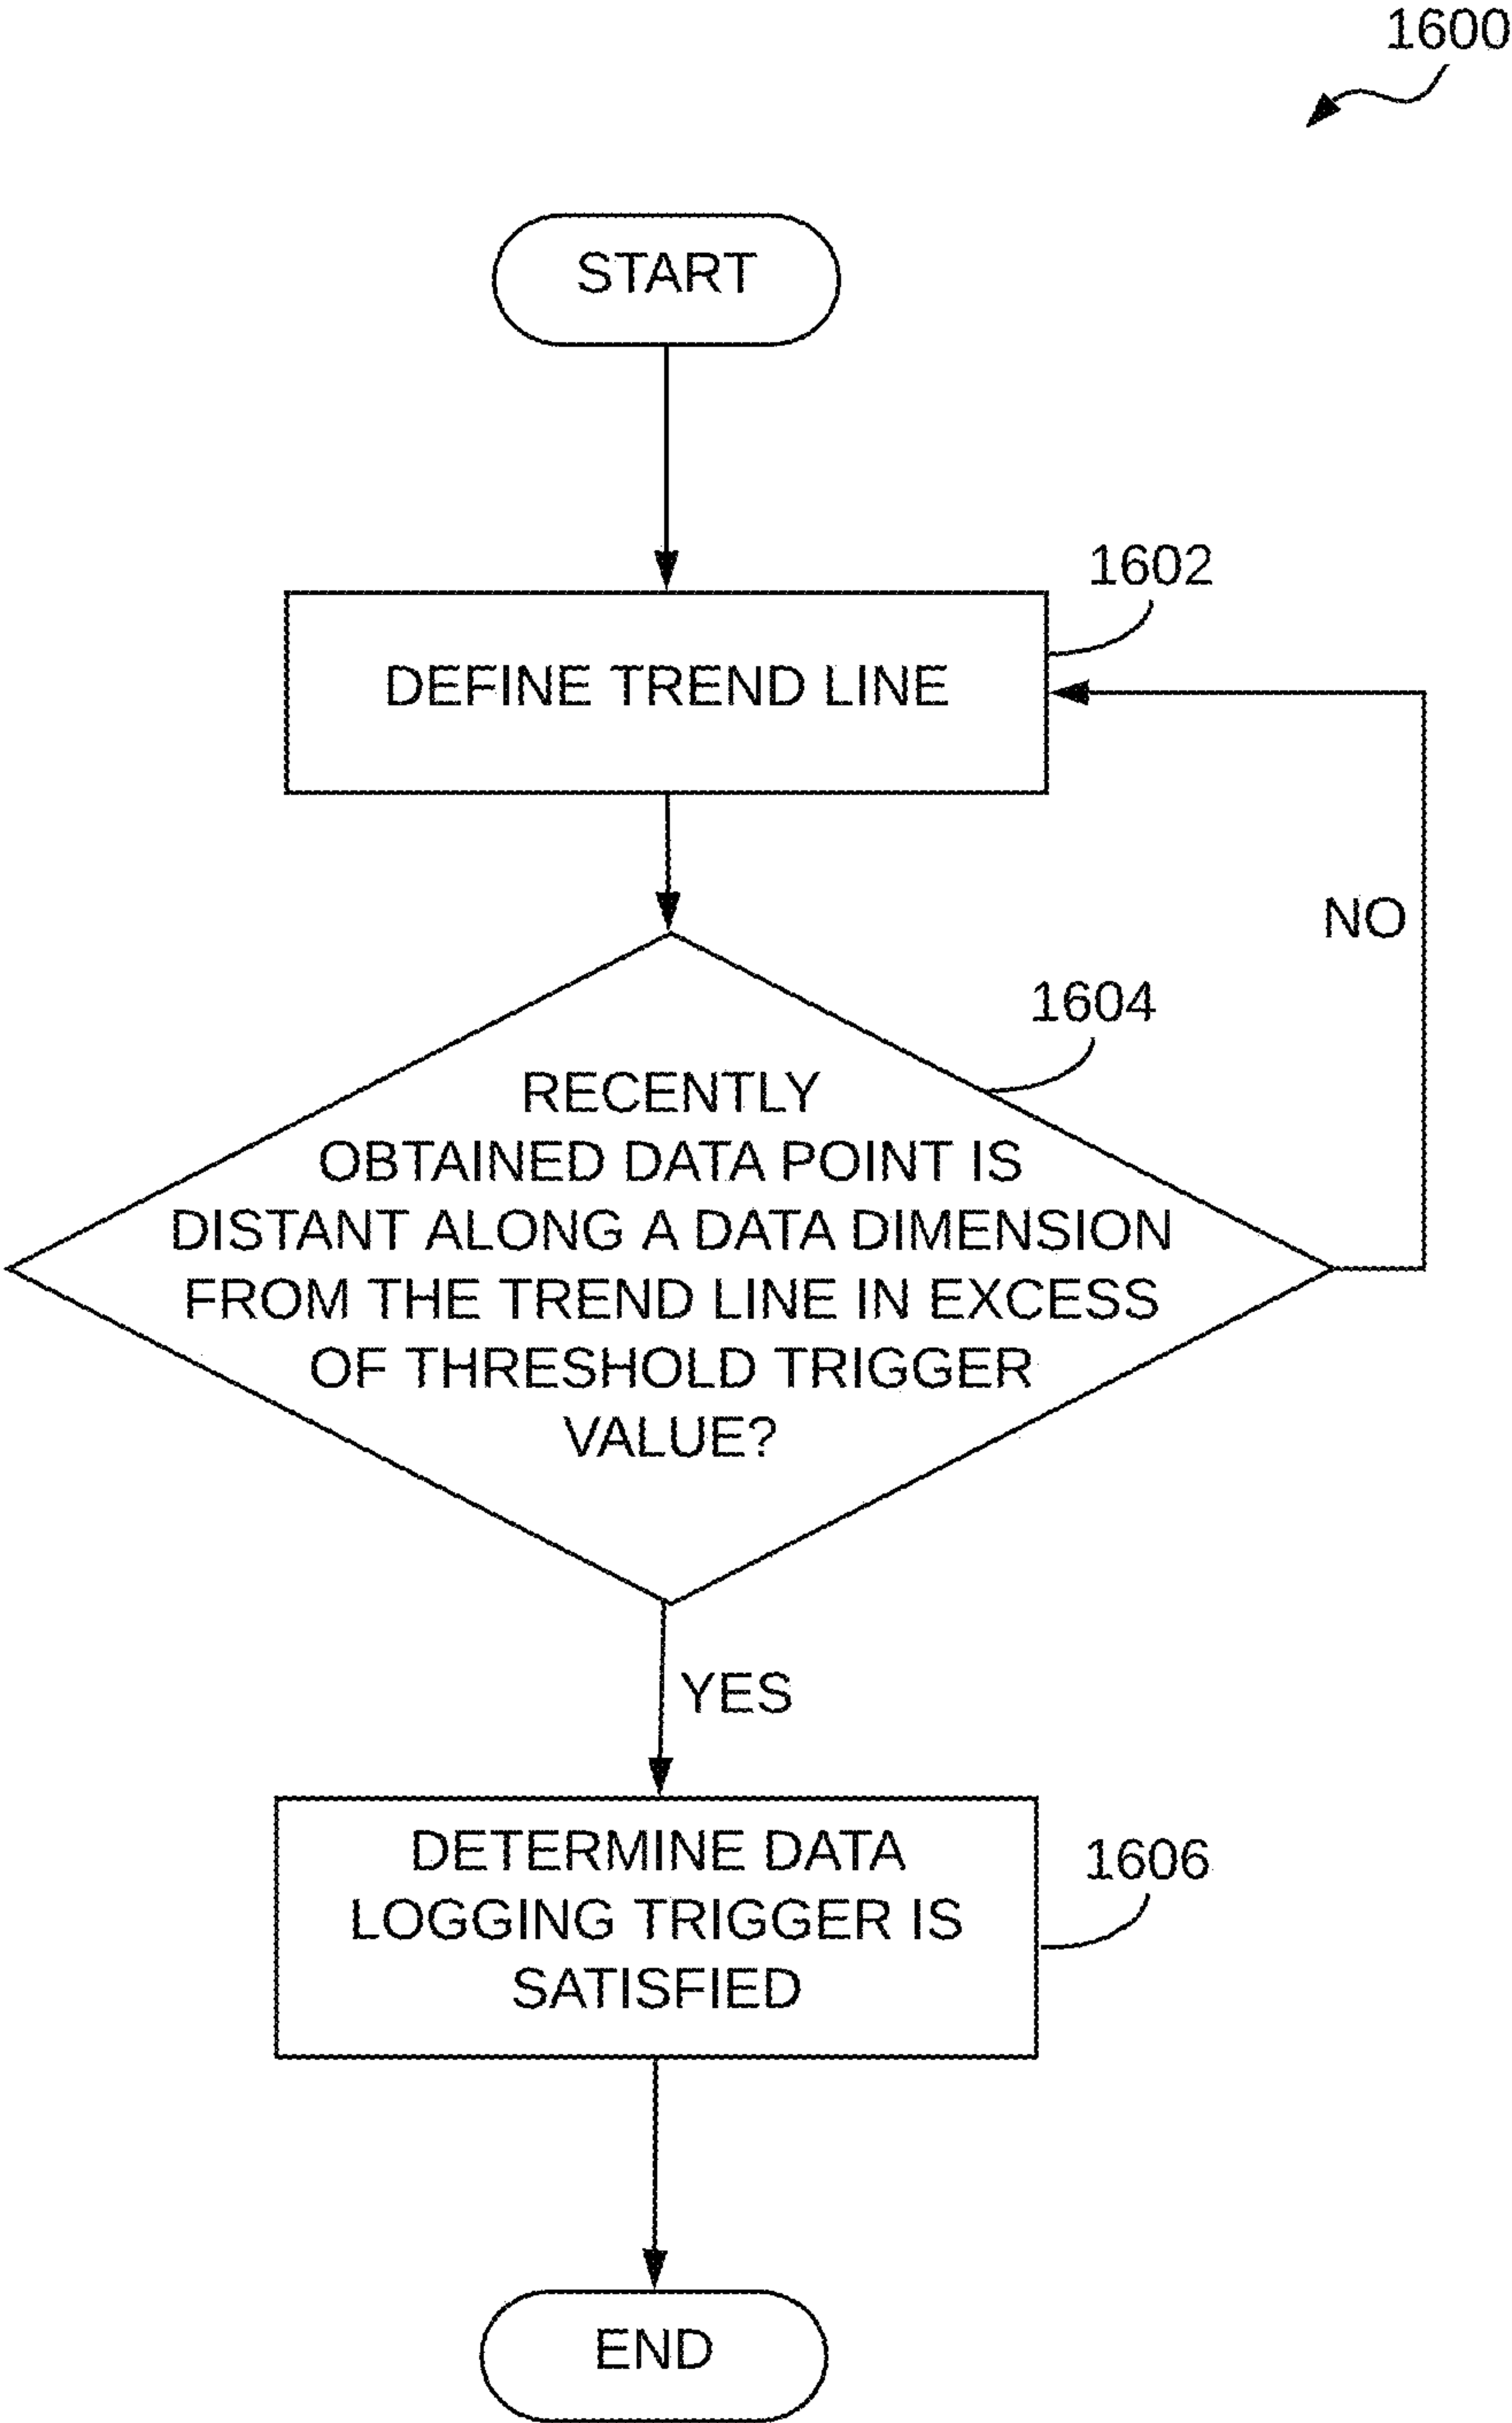 1600
START
1602
DEFINE TREND LINE
NO
1604
RECENTLY
OBTAINED DATA POINT IS
DISTANT ALONG A DATA DIMENSION
FROM THE TREND LINE IN EXCESS
OF THRESHOLD TRIGGER
VALUE?
YES
DETERMINE DATA
LOGGING TRIGGER IS
SATISFIED
1606
END